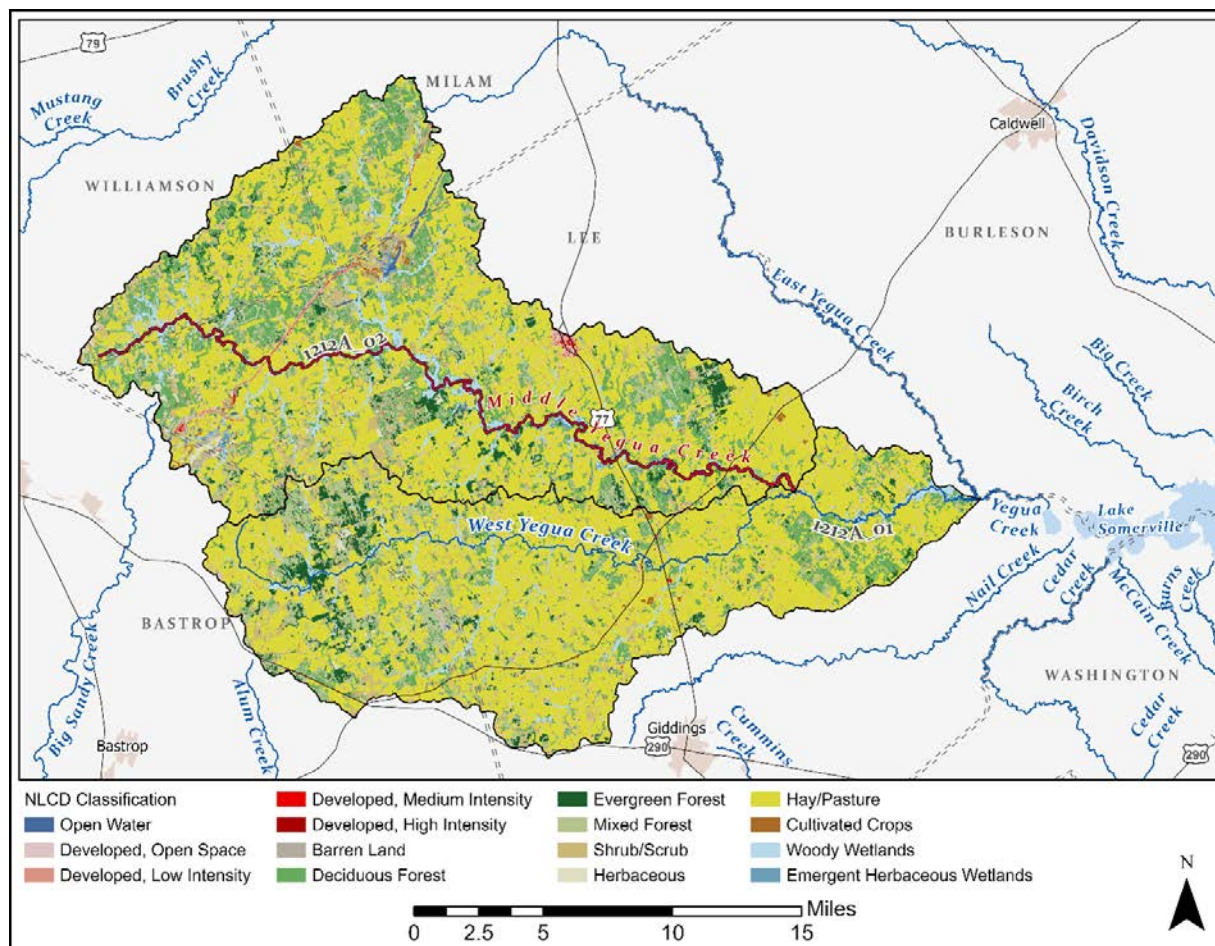 79
Mustang
Creek
Brushy
Creek
MILAM
WILLIAMSON
Caldwell
Davidson Creek
LEE
BURLESON
East Yegua Creek
1212A_02
Middle Yegua Creek
77
Big Creek
Birch
Creek
West Yegua Creek
1212A_01
Yegua
Creek
Lake
Somerville
Nail Creek
Cedar
Creek
McCain Creek
Burns
Creek
BASTROP
Big Sandy Creek
Alum Creek
Bastrop
Giddings
290
Cummins
Creek
WASHINGTON
Cedar
Creek
290
NLCD Classification
Open Water
Developed, Open Space
Developed, Low Intensity
Developed, Medium Intensity
Developed, High Intensity
Barren Land
Deciduous Forest
Evergreen Forest
Mixed Forest
Shrub/Scrub
Herbaceous
Hay/Pasture
Cultivated Crops
Woody Wetlands
Emergent Herbaceous Wetlands
N
Miles
0 2.5 5 10 15